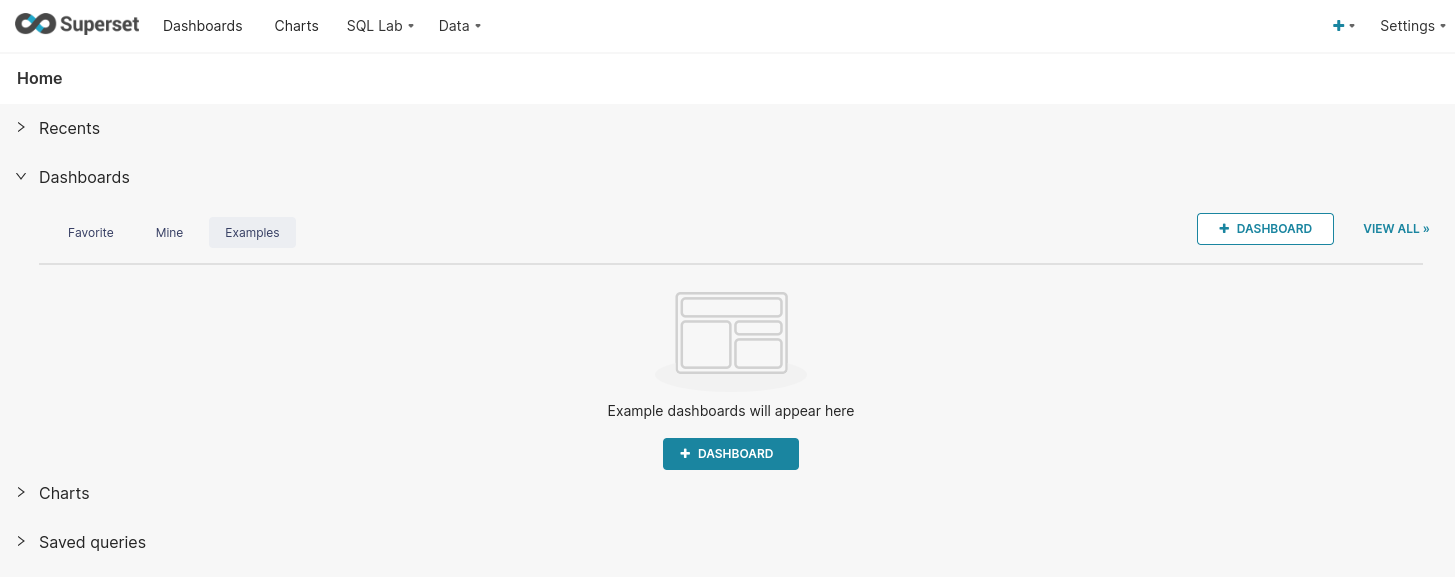 Superset Dashboards Charts SQL Lab Data Settings
Home
Recents
Dashboards
Favorite Mine Examples DASHBOARD VIEW ALL »
Example dashboards will appear here
DASHBOARD
Charts
Saved queries